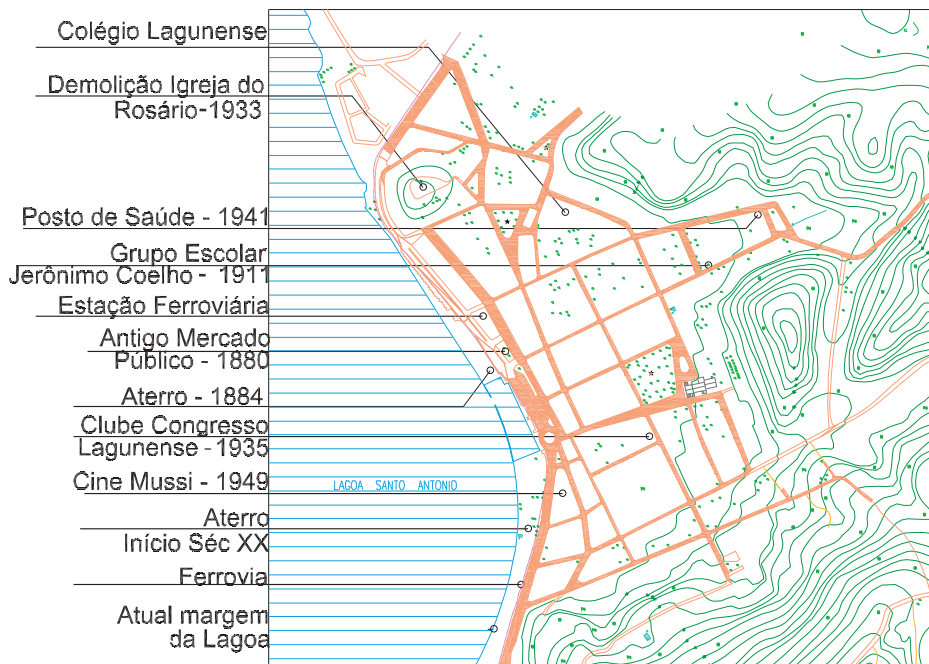 Colégio Lagunense
Demolição Igreja do
Rosário-1933
Posto de Saúde - 1941
Grupo Escolar
Jerônimo Coelho - 1911
Estação Ferroviária
Antigo Mercado
Público - 1880
Aterro - 1884
Clube Congresso
Lagunense - 1935
Cine Mussi - 1949
LAGOA SANTO ANTONIO
Aterro
Início Séc XX
Ferrovia
Atual margem
da Lagoa